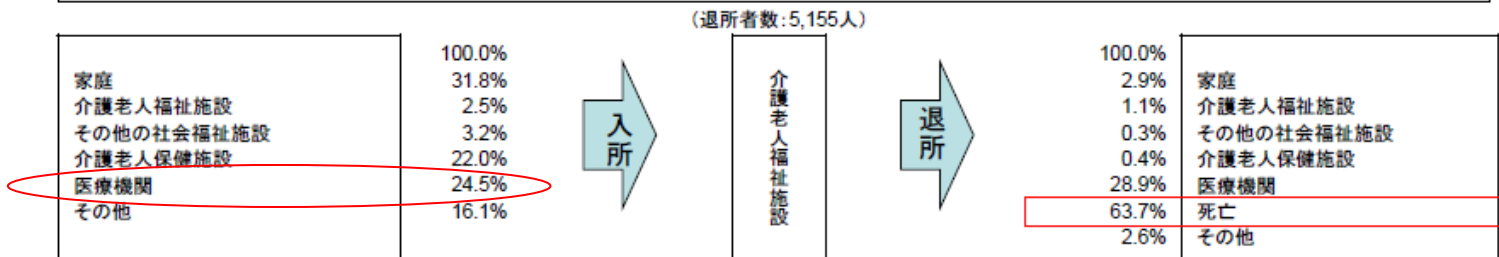 （退所者数:5,155人）
100.0%
家庭 31.8%
介護老人福祉施設 2.5%
その他の社会福祉施設 3.2%
介護老人保健施設 22.0%
医療機関 24.5%
その他 16.1%
入所
介護老人福祉施設
退所
100.0%
2.9% 家庭
1.1% 介護老人福祉施設
0.3% その他の社会福祉施設
0.4% 介護老人保健施設
28.9% 医療機関
63.7% 死亡
2.6% その他